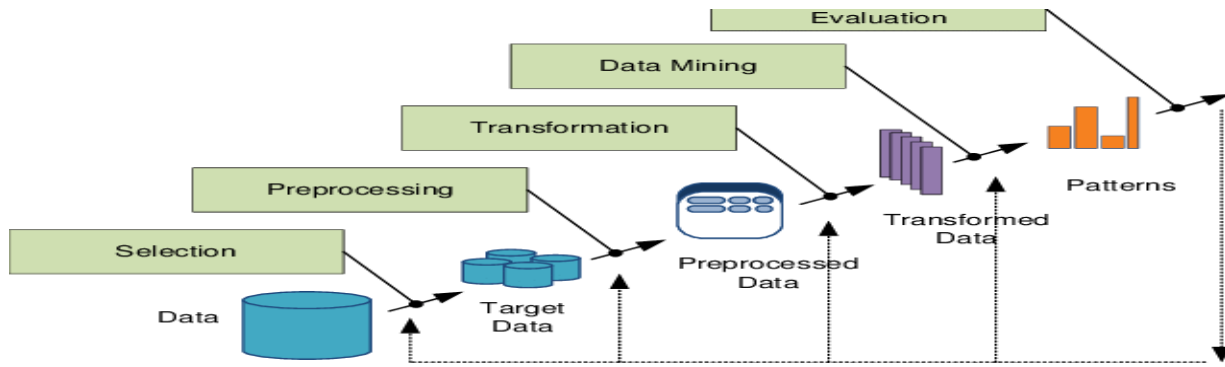 Evaluation
Data Mining
Transformation
Preprocessing
Selection
Data
Target
Data
Preprocessed
Data
Transformed
Data
Patterns